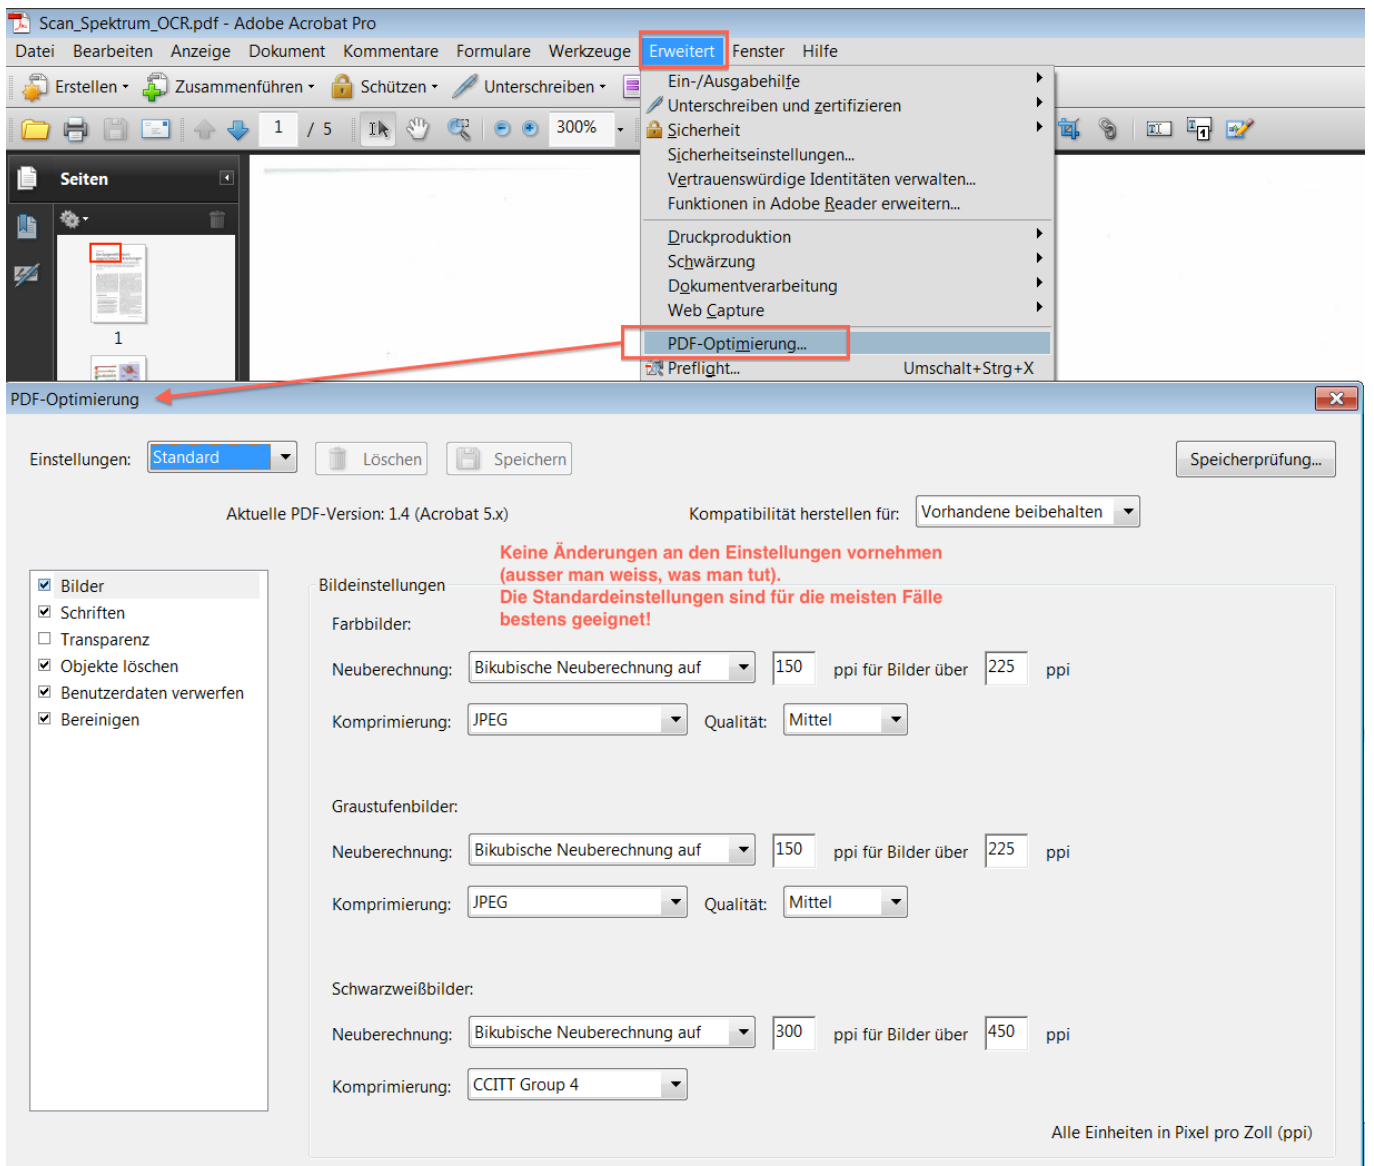 Scan_Spektrum_OCR.pdf - Adobe Acrobat Pro
Datei Bearbeiten Anzeige Dokument Kommentare Formulare Werkzeuge Erweitert Fenster Hilfe
Erstellen Zusammenführen Schützen Unterschreiben
1 / 5 300%
Ein-/Ausgabehilfe
Unterschreiben und zertifizieren
Sicherheit
Sicherheitseinstellungen...
Vertrauenswürdige Identitäten verwalten...
Funktionen in Adobe Reader erweitern...
Druckproduktion
Schwärzung
Dokumentverarbeitung
Web Capture
PDF-Optimierung...
Preflight... Umschalt+Strg+X
Seiten
1
PDF-Optimierung
Einstellungen: Standard Löschen Speichern Speicherprüfung...
Aktuelle PDF-Version: 1.4 (Acrobat 5.x) Kompatibilität herstellen für: Vorhandene beibehalten
Keine Änderungen an den Einstellungen vornehmen
(ausser man weiss, was man tut).
Die Standardeinstellungen sind für die meisten Fälle
bestens geeignet!
Bilder
Schriften
Transparenz
Objekte löschen
Benutzerdaten verwerfen
Bereinigen
Bildeinstellungen
Farbbilder:
Neuberechnung: Bikubische Neuberechnung auf 150 ppi für Bilder über 225 ppi
Komprimierung: JPEG Qualität: Mittel
Graustufenbilder:
Neuberechnung: Bikubische Neuberechnung auf 150 ppi für Bilder über 225 ppi
Komprimierung: JPEG Qualität: Mittel
Schwarzweißbilder:
Neuberechnung: Bikubische Neuberechnung auf 300 ppi für Bilder über 450 ppi
Komprimierung: CCITT Group 4
Alle Einheiten in Pixel pro Zoll (ppi)